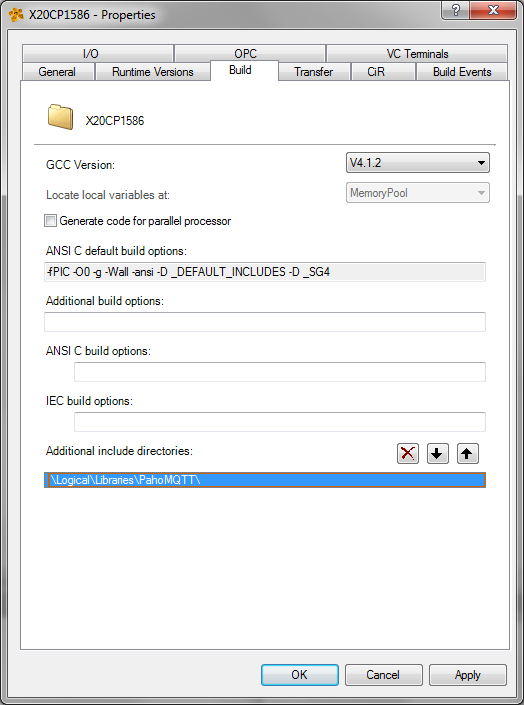 X20CP1586 - Properties
?
I/O OPC VC Terminals
General Runtime Versions Build Transfer CiR Build Events
X20CP1586
GCC Version: V4.1.2
Locate local variables at: MemoryPool
Generate code for parallel processor
ANSI C default build options:
-fPIC -O0 -g -Wall -ansi -D _DEFAULT_INCLUDES -D _SG4
Additional build options:
ANSI C build options:
IEC build options:
Additional include directories:
\Logical\Libraries\PahoMQTT\
OK Cancel Apply